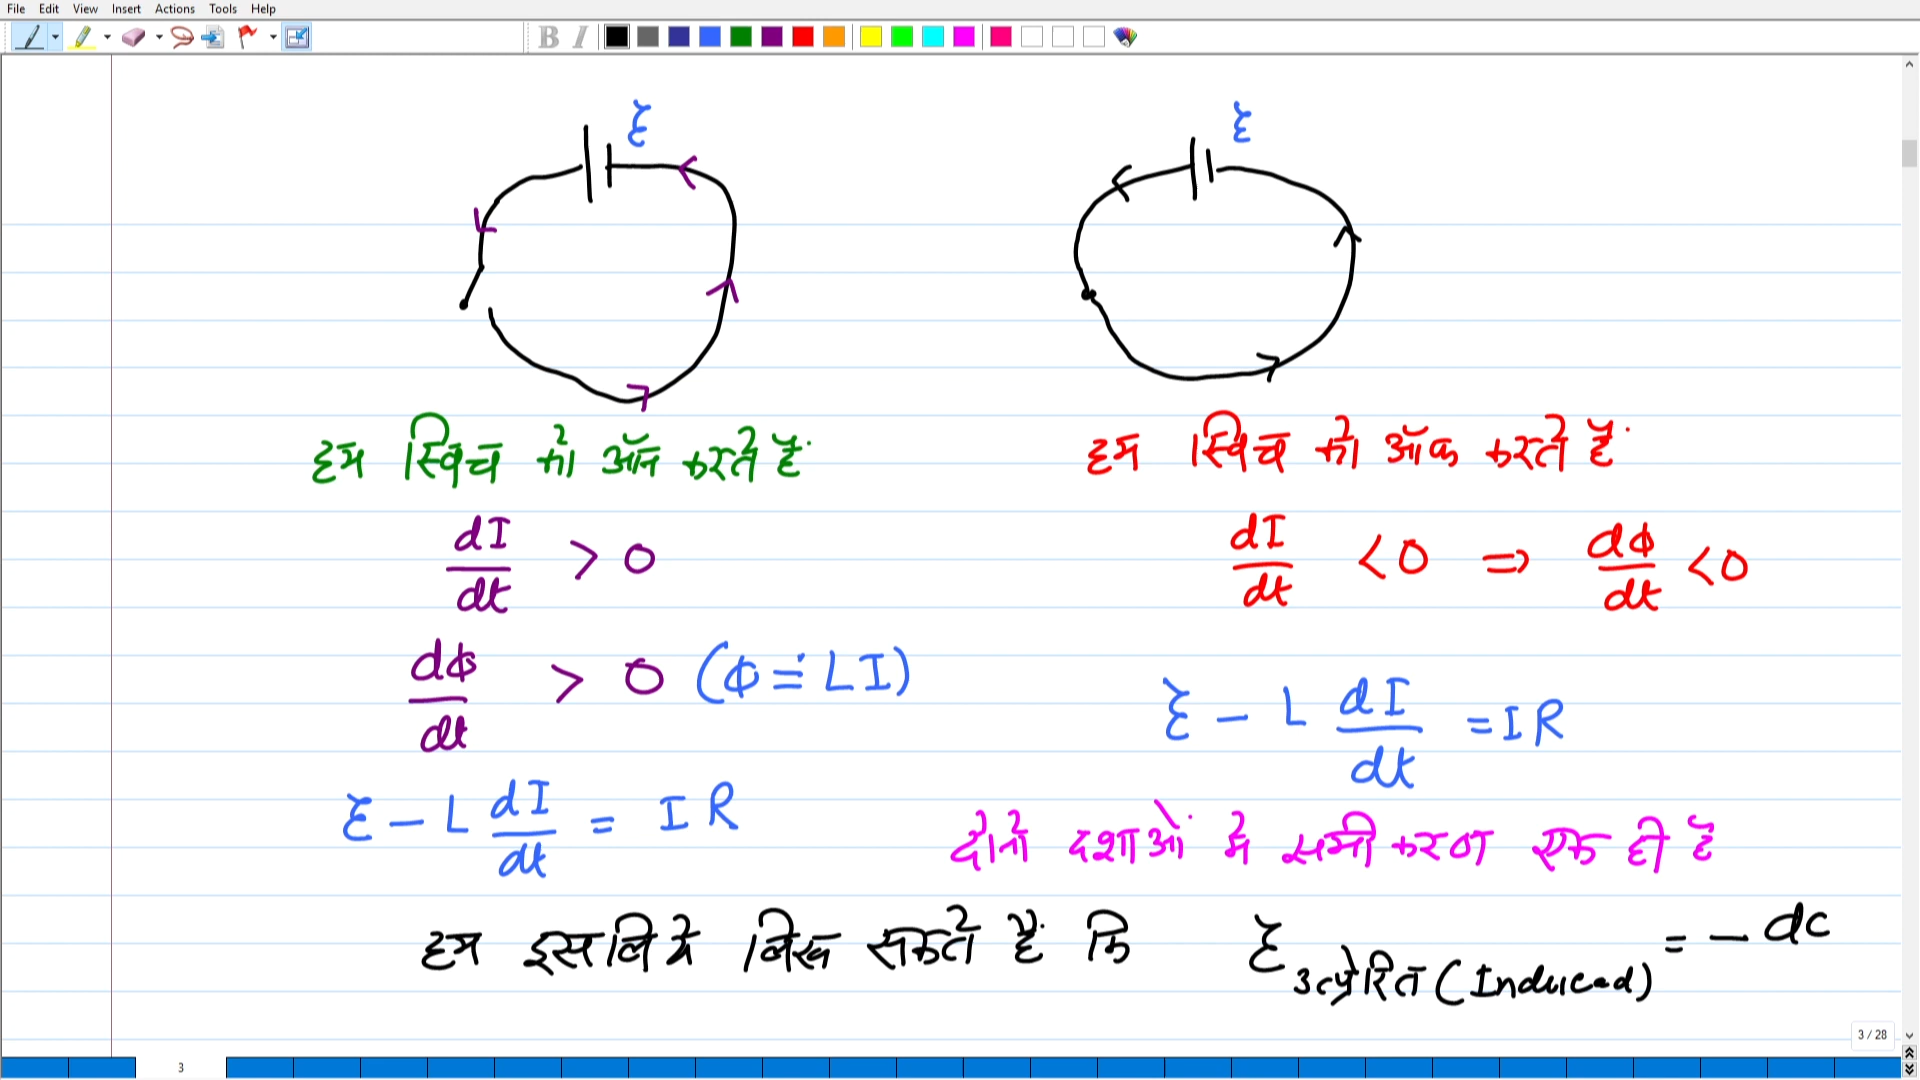 File Edit View Insert Actions Tools Help
B I
ξ ξ
हम स्विच को ऑन करते हैं. हम स्विच को ऑफ करते हैं.
dI/dt > 0 dI/dt < 0 ⇒ dΦ/dt < 0
dΦ/dt > 0 (Φ = LI)
ξ - L dI/dt = IR
ξ - L dI/dt = IR
दोनों दशाओं में समीकरण एक ही है
हम इसलिये लिख सकते हैं कि ξ उत्प्रेरित (Induced) = - dc
3 / 28
3